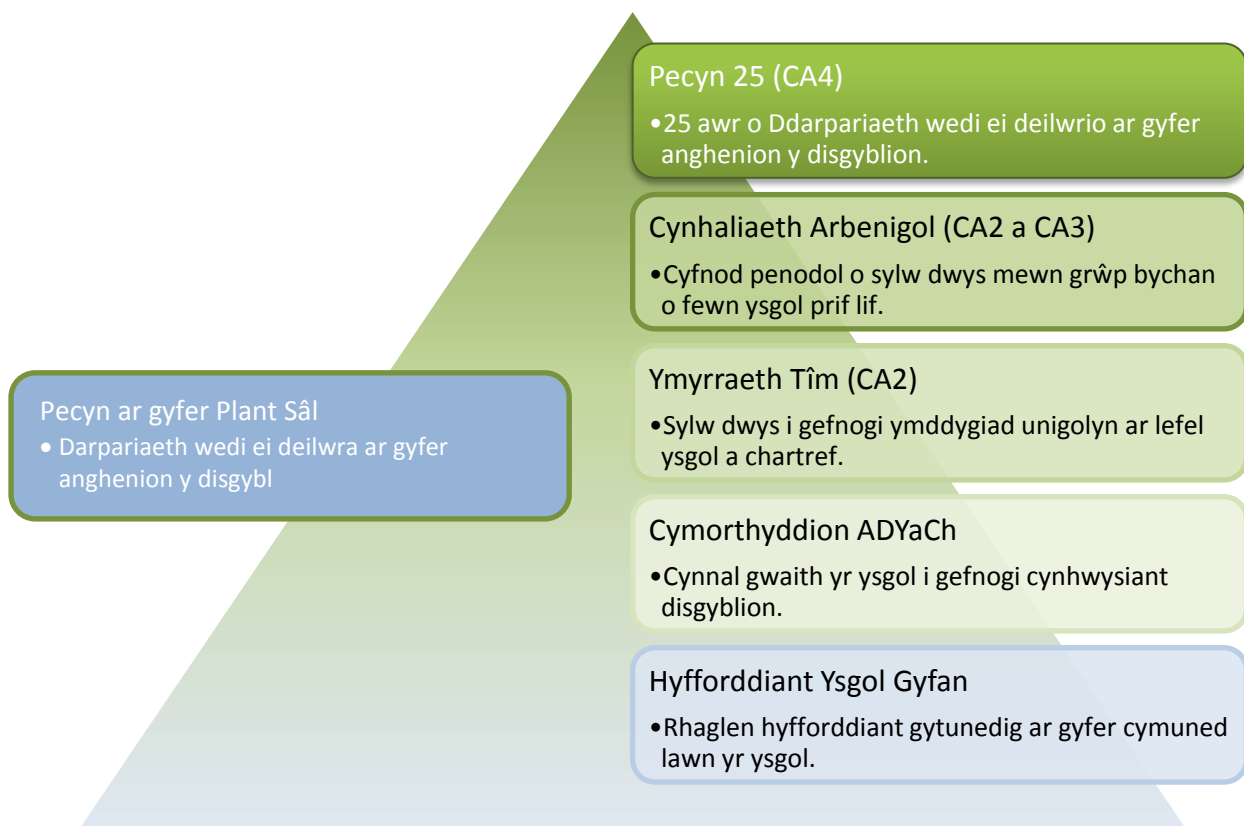 Pecyn 25 (CA4)
•25 awr o Ddarpariaeth wedi ei deilwrio ar gyfer
anghenion y disgyblion.
Cynhaliaeth Arbenigol (CA2 a CA3)
•Cyfnod penodol o sylw dwys mewn grŵp bychan
o fewn ysgol prif lif.
Ymyrraeth Tîm (CA2)
•Sylw dwys i gefnogi ymddygiad unigolyn ar lefel
ysgol a chartref.
Pecyn ar gyfer Plant Sâl
• Darpariaeth wedi ei deilwra ar gyfer
anghenion y disgybl
Cymorthyddion ADYaCh
•Cynnal gwaith yr ysgol i gefnogi cynhwysiant
disgyblion.
Hyfforddiant Ysgol Gyfan
•Rhaglen hyfforddiant gytunedig ar gyfer cymuned
lawn yr ysgol.